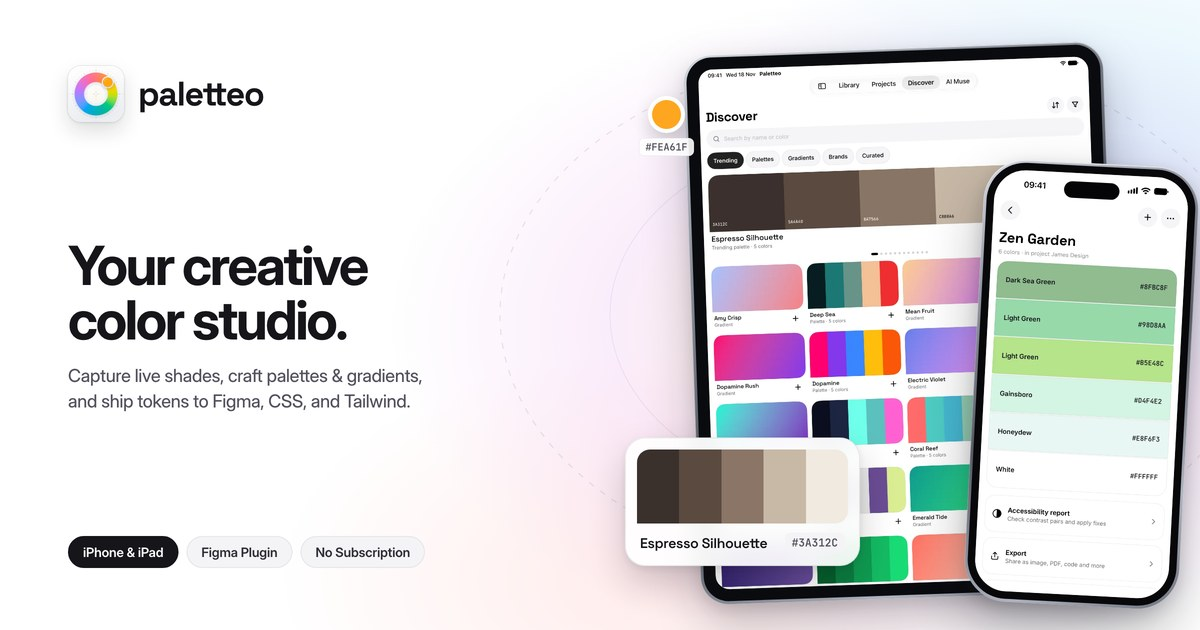 paletteo
Your creative
color studio.
Capture live shades, craft palettes & gradients,
and ship tokens to Figma, CSS, and Tailwind.
iPhone & iPad
Figma Plugin
No Subscription
#FEA61F
09:41 Wed 18 Nov Paletteo
Library Projects Discover AI Muse
Discover
Search by name or color
Trending Palettes Gradients Brands Curated
Espresso Silhouette
Trending palette · 5 colors
Amy Crisp
Gradient
Deep Sea
Palette · 5 colors
Mean Fruit
Gradient
Dopamine Rush
Gradient
Dopamine
Palette · 5 colors
Electric Violet
Gradient
Coral Reef
Palette · 5 colors
Emerald Tide
Gradient
Espresso Silhouette
#3A312C
09:41
Zen Garden
6 colors · in project James Design
Dark Sea Green #8FBC8F
Light Green #98D8AA
Light Green #B5E48C
Gainsboro #D4F4E2
Honeydew #E8F6F3
White #FFFFFF
Accessibility report
Check contrast pairs and apply fixes
Export
Share as image, PDF, code and more